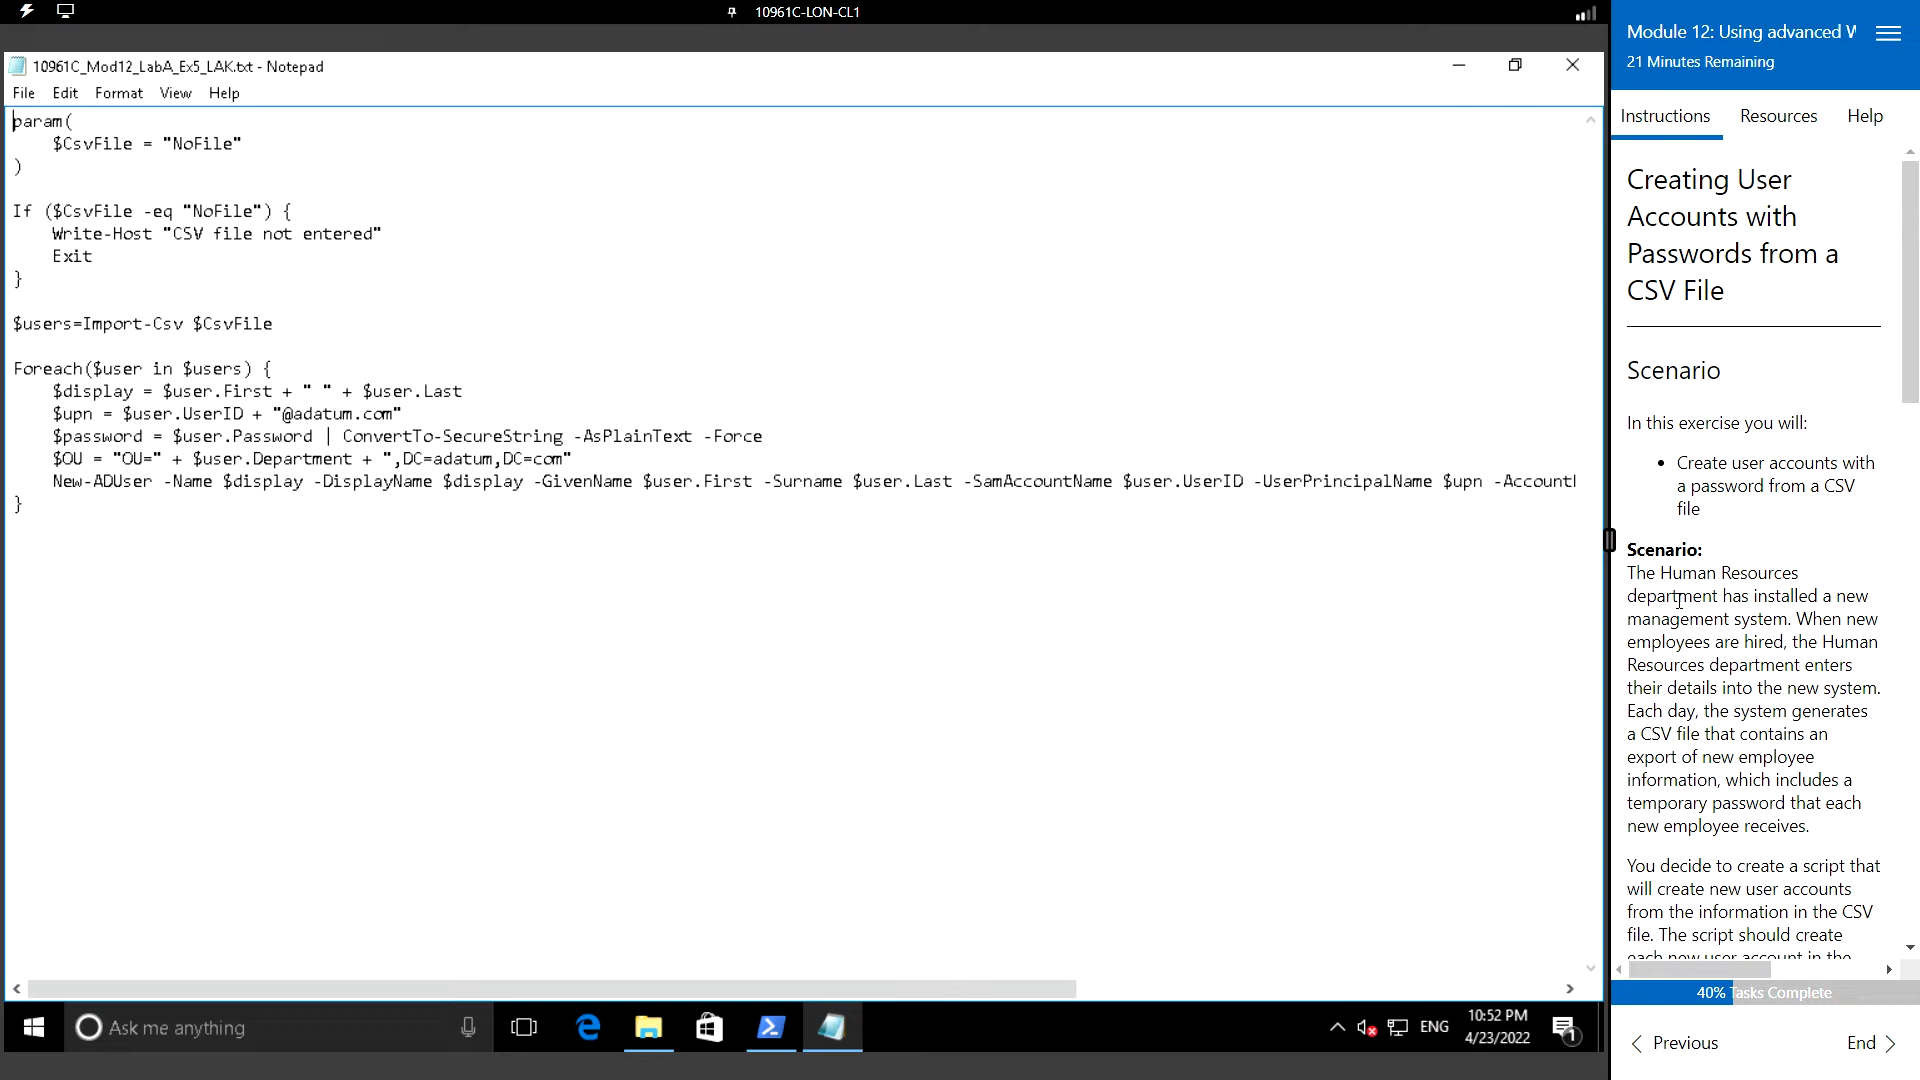 10961C-LON-CL1
10961C_Mod12_LabA_Ex5_LAK.txt - Notepad
File Edit Format View Help
param(
    $CsvFile = "NoFile"
)
If ($CsvFile -eq "NoFile") {
    Write-Host "CSV file not entered"
    Exit
}
$users=Import-Csv $CsvFile
Foreach($user in $users) {
    $display = $user.First + " " + $user.Last
    $upn = $user.UserID + "@adatum.com"
    $password = $user.Password | ConvertTo-SecureString -AsPlainText -Force
    $OU = "OU=" + $user.Department + ",DC=adatum,DC=com"
    New-ADUser -Name $display -DisplayName $display -GivenName $user.First -Surname $user.Last -SamAccountName $user.UserID -UserPrincipalName $upn
}
Ask me anything
ENG
10:52 PM
4/23/2022
1
Module 12: Using advanced
21 Minutes Remaining
Instructions Resources Help
Creating User
Accounts with
Passwords from a
CSV File
Scenario
In this exercise you will:
• Create user accounts with
a password from a CSV
file
Scenario:
The Human Resources
department has installed a new
management system. When new
employees are hired, the Human
Resources department enters
their details into the new system.
Each day, the system generates
a CSV file that contains an
export of new employee
information, which includes a
temporary password that each
new employee receives.
You decide to create a script that
will create new user accounts
from the information in the CSV
file. The script should create
each new user account in the
40% Tasks Complete
Previous
End